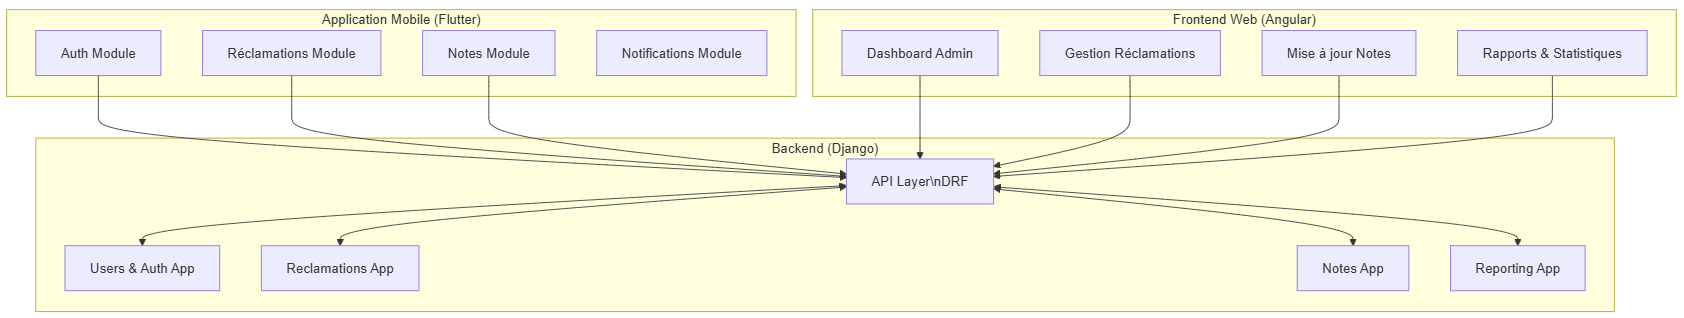 Application Mobile (Flutter)
Auth Module
Réclamations Module
Notes Module
Notifications Module
Frontend Web (Angular)
Dashboard Admin
Gestion Réclamations
Mise à jour Notes
Rapports & Statistiques
Backend (Django)
API Layer\nDRF
Users & Auth App
Reclamations App
Notes App
Reporting App